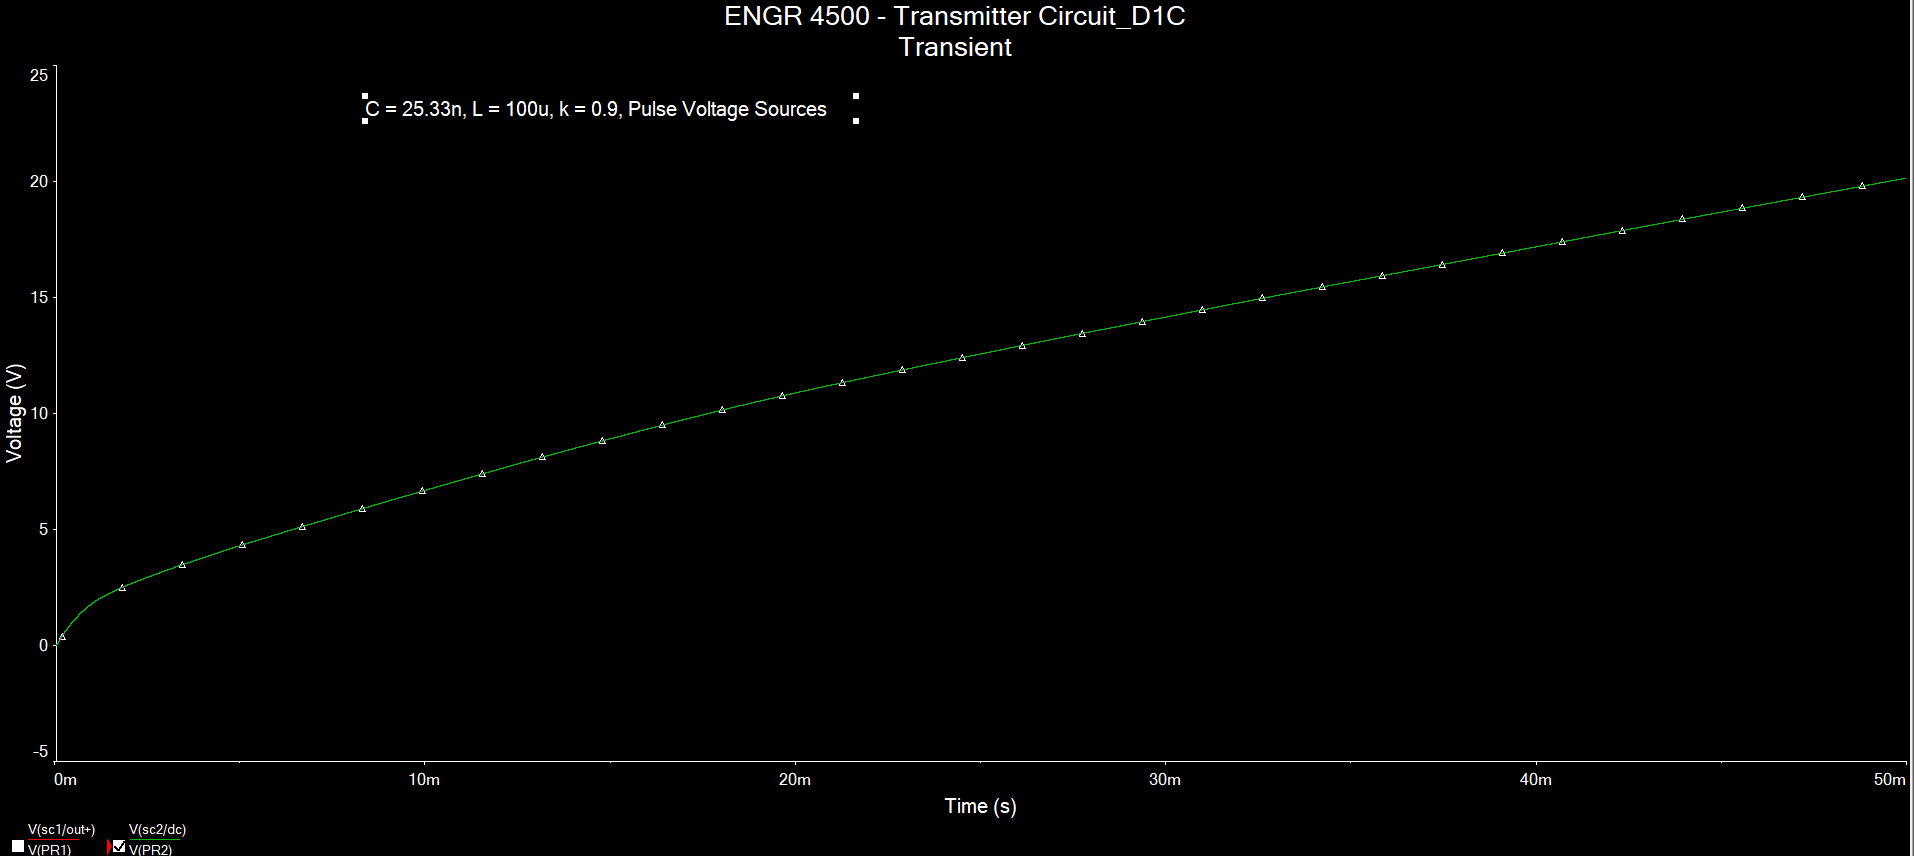 ENGR 4500 - Transmitter Circuit_D1C
Transient
C = 25.33n, L = 100u, k = 0.9, Pulse Voltage Sources
25
20
15
10
5
0
-5
Voltage (V)
0m 10m 20m 30m 40m 50m
Time (s)
V(sc1/out+) V(sc2/dc)
V(PR1) V(PR2)